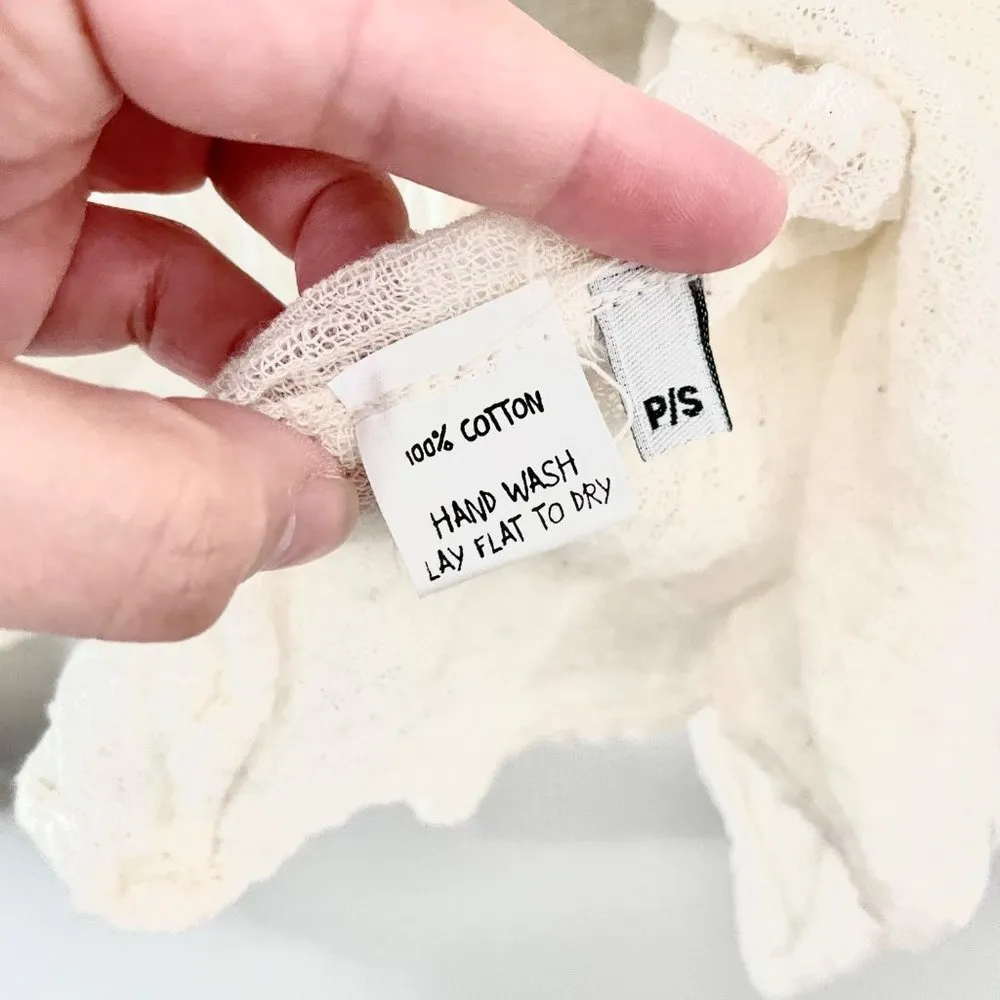 100% COTTON
HAND WASH
LAY FLAT TO DRY
P/S